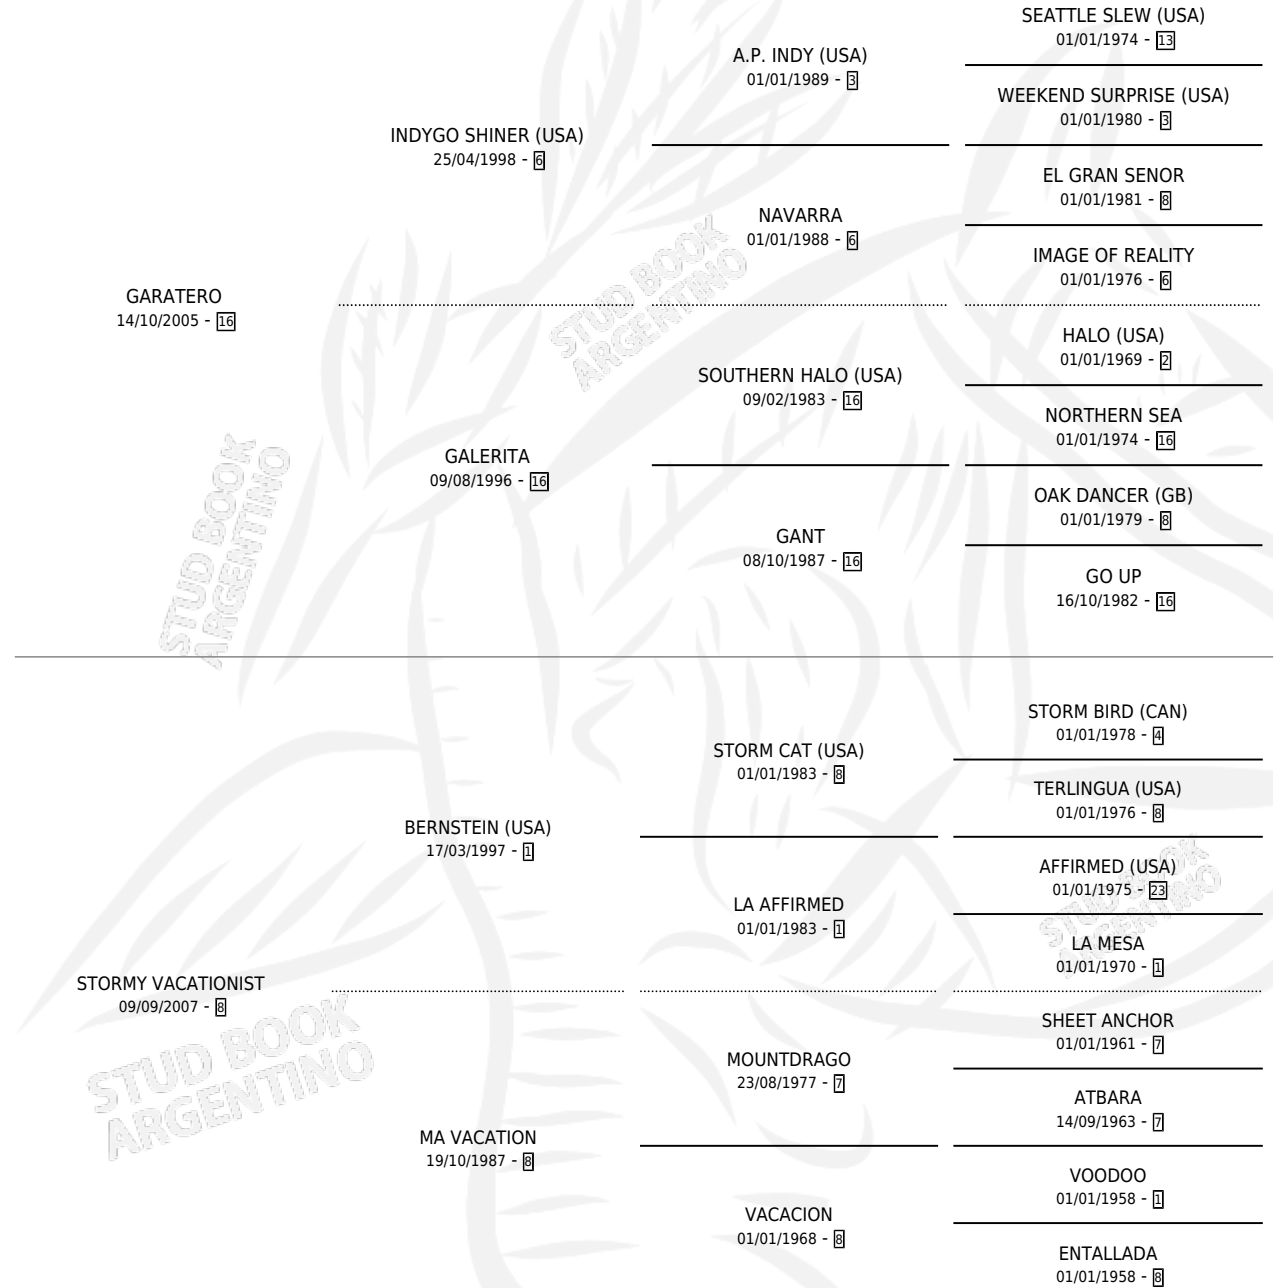 SEATTLE SLEW (USA)
01/01/1974 - 13
A.P. INDY (USA)
01/01/1989 - 3
WEEKEND SURPRISE (USA)
01/01/1980 - 3
INDYGO SHINER (USA)
25/04/1998 - 6
EL GRAN SENOR
01/01/1981 - 8
NAVARRA
01/01/1988 - 6
IMAGE OF REALITY
01/01/1976 - 6
GARATERO
14/10/2005 - 16
HALO (USA)
01/01/1969 - 2
SOUTHERN HALO (USA)
09/02/1983 - 16
NORTHERN SEA
01/01/1974 - 16
GALERITA
09/08/1996 - 16
OAK DANCER (GB)
01/01/1979 - 8
GANT
08/10/1987 - 16
GO UP
16/10/1982 - 16
STORM BIRD (CAN)
01/01/1978 - 4
STORM CAT (USA)
01/01/1983 - 8
TERLINGUA (USA)
01/01/1976 - 8
BERNSTEIN (USA)
17/03/1997 - 1
AFFIRMED (USA)
01/01/1975 - 23
LA AFFIRMED
01/01/1983 - 1
LA MESA
01/01/1970 - 1
STORMY VACATIONIST
09/09/2007 - 8
SHEET ANCHOR
01/01/1961 - 7
MOUNTDRAGO
23/08/1977 - 7
ATBARA
14/09/1963 - 7
MA VACATION
19/10/1987 - 8
VOODOO
01/01/1958 - 1
VACACION
01/01/1968 - 8
ENTALLADA
01/01/1958 - 8
STUD BOOK
ARGENTINO
STUD BOOK
ARGENTINO
STUD BOOK
ARGENTINO
STUD BOOK
ARGENTINO